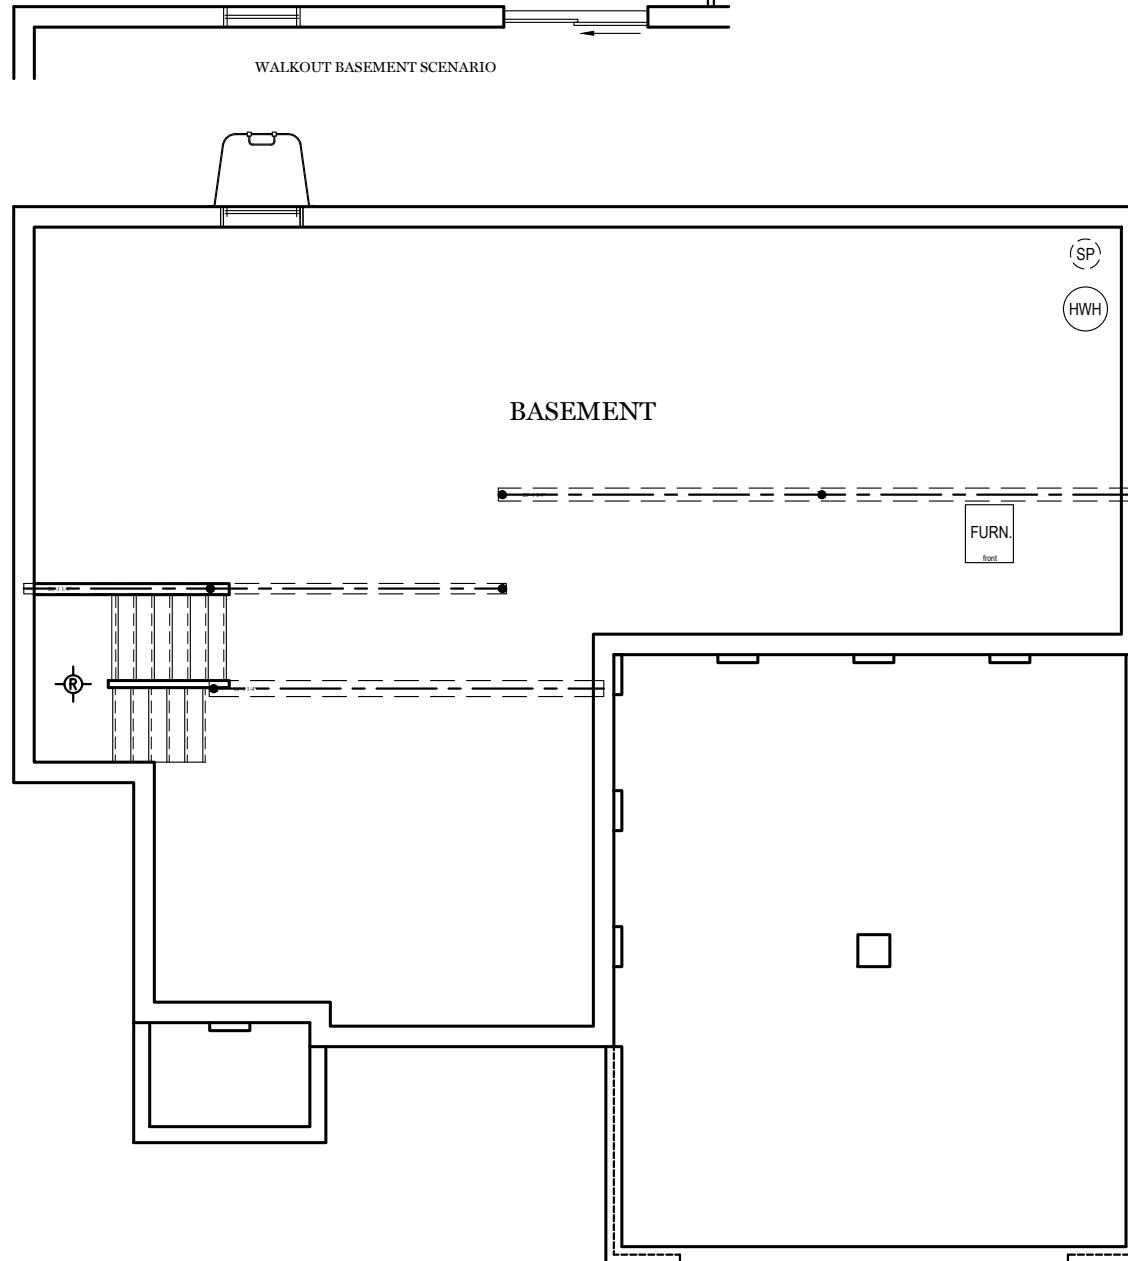 WALKOUT BASEMENT SCENARIO
SP
HWH
BASEMENT
FURN.
front
R